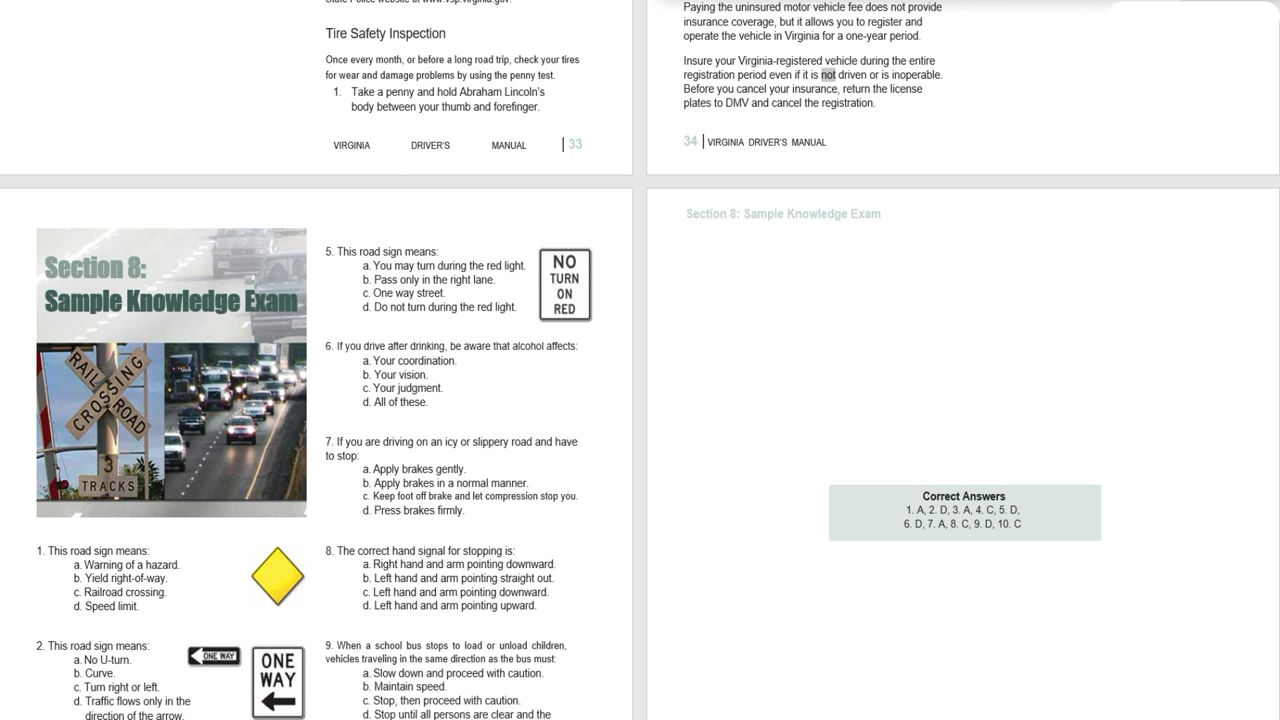 State Police website at www.vsp.virginia.gov.
Tire Safety Inspection
Once every month, or before a long road trip, check your tires
for wear and damage problems by using the penny test.
1. Take a penny and hold Abraham Lincoln's
body between your thumb and forefinger.
VIRGINIA DRIVER'S MANUAL | 33
Paying the uninsured motor vehicle fee does not provide
insurance coverage, but it allows you to register and
operate the vehicle in Virginia for a one-year period.
Insure your Virginia-registered vehicle during the entire
registration period even if it is not driven or is inoperable.
Before you cancel your insurance, return the license
plates to DMV and cancel the registration.
34 | VIRGINIA DRIVER'S MANUAL
Section 8:
Sample Knowledge Exam
RAIL ROAD
CROSSING
3
TRACKS
1. This road sign means:
a. Warning of a hazard.
b. Yield right-of-way.
c. Railroad crossing.
d. Speed limit.
2. This road sign means:
a. No U-turn.
b. Curve.
c. Turn right or left.
d. Traffic flows only in the
direction of the arrow.
ONE WAY
ONE
WAY
5. This road sign means:
a. You may turn during the red light.
b. Pass only in the right lane.
c. One way street.
d. Do not turn during the red light.
NO
TURN
ON
RED
6. If you drive after drinking, be aware that alcohol affects:
a. Your coordination.
b. Your vision.
c. Your judgment.
d. All of these.
7. If you are driving on an icy or slippery road and have
to stop:
a. Apply brakes gently.
b. Apply brakes in a normal manner.
c. Keep foot off brake and let compression stop you.
d. Press brakes firmly.
8. The correct hand signal for stopping is:
a. Right hand and arm pointing downward.
b. Left hand and arm pointing straight out.
c. Left hand and arm pointing downward.
d. Left hand and arm pointing upward.
9. When a school bus stops to load or unload children,
vehicles traveling in the same direction as the bus must:
a. Slow down and proceed with caution.
b. Maintain speed.
c. Stop, then proceed with caution.
d. Stop until all persons are clear and the
Section 8: Sample Knowledge Exam
Correct Answers
1. A, 2. D, 3. A, 4. C, 5. D,
6. D, 7. A, 8. C, 9. D, 10. C